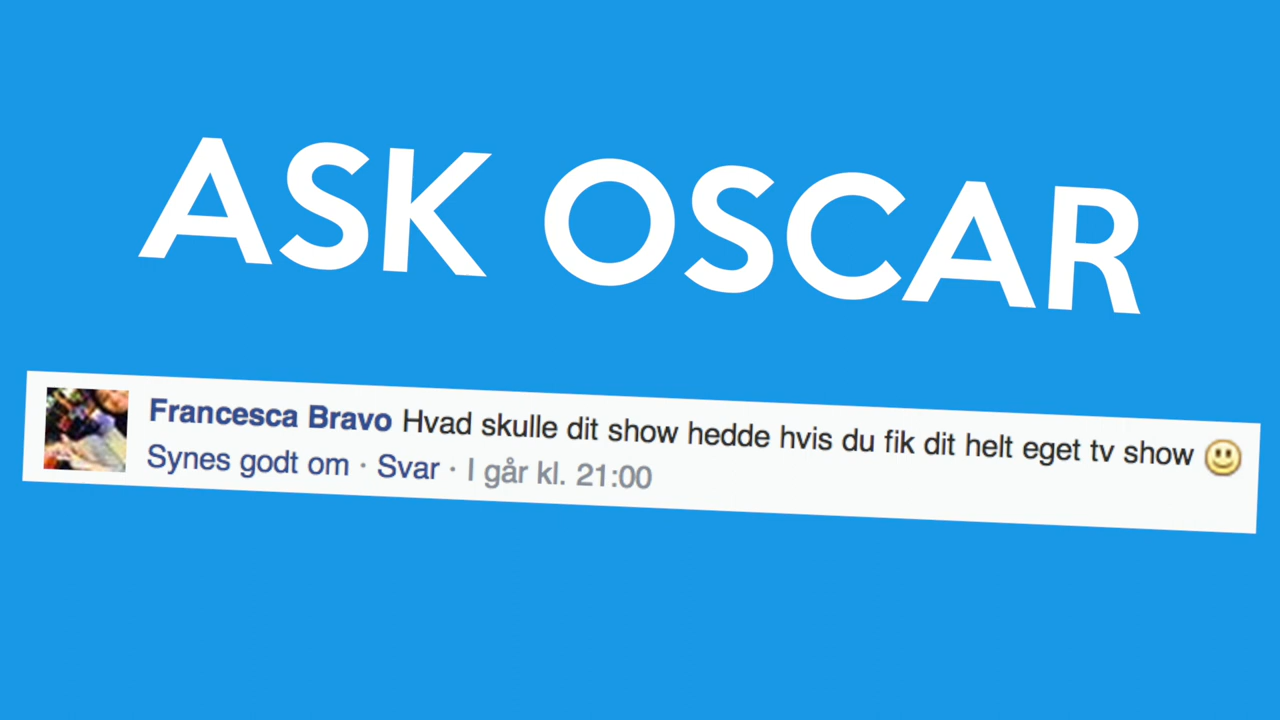 ASK OSCAR
Francesca Bravo Hvad skulle dit show hedde hvis du fik dit helt eget tv show 🙂
Synes godt om · Svar · I går kl. 21:00